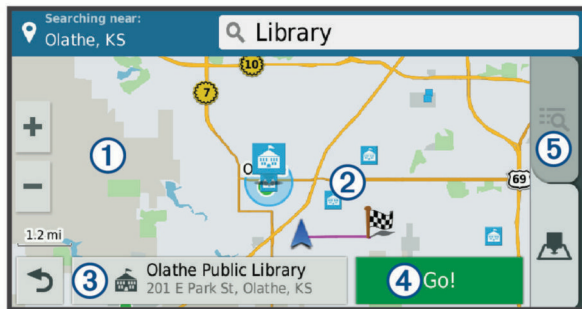 Searching near:
Olathe, KS
Library
10
7
+
1
5
O
2
69
−
1.2 mi
3
Olathe Public Library
201 E Park St, Olathe, KS
4
Go!